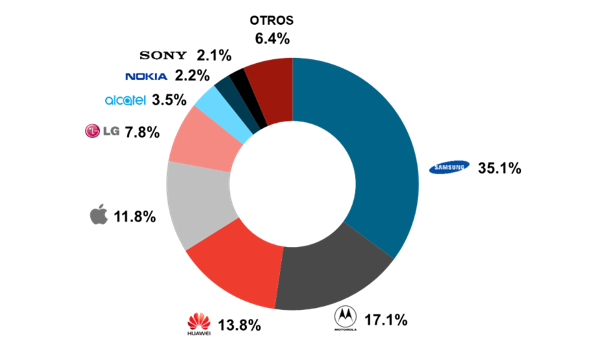 OTROS
6.4%
SONY 2.1%
NOKIA 2.2%
alcatel 3.5%
LG LG 7.8%
SAMSUNG 35.1%
11.8%
HUAWEI 13.8%
MOTOROLA 17.1%